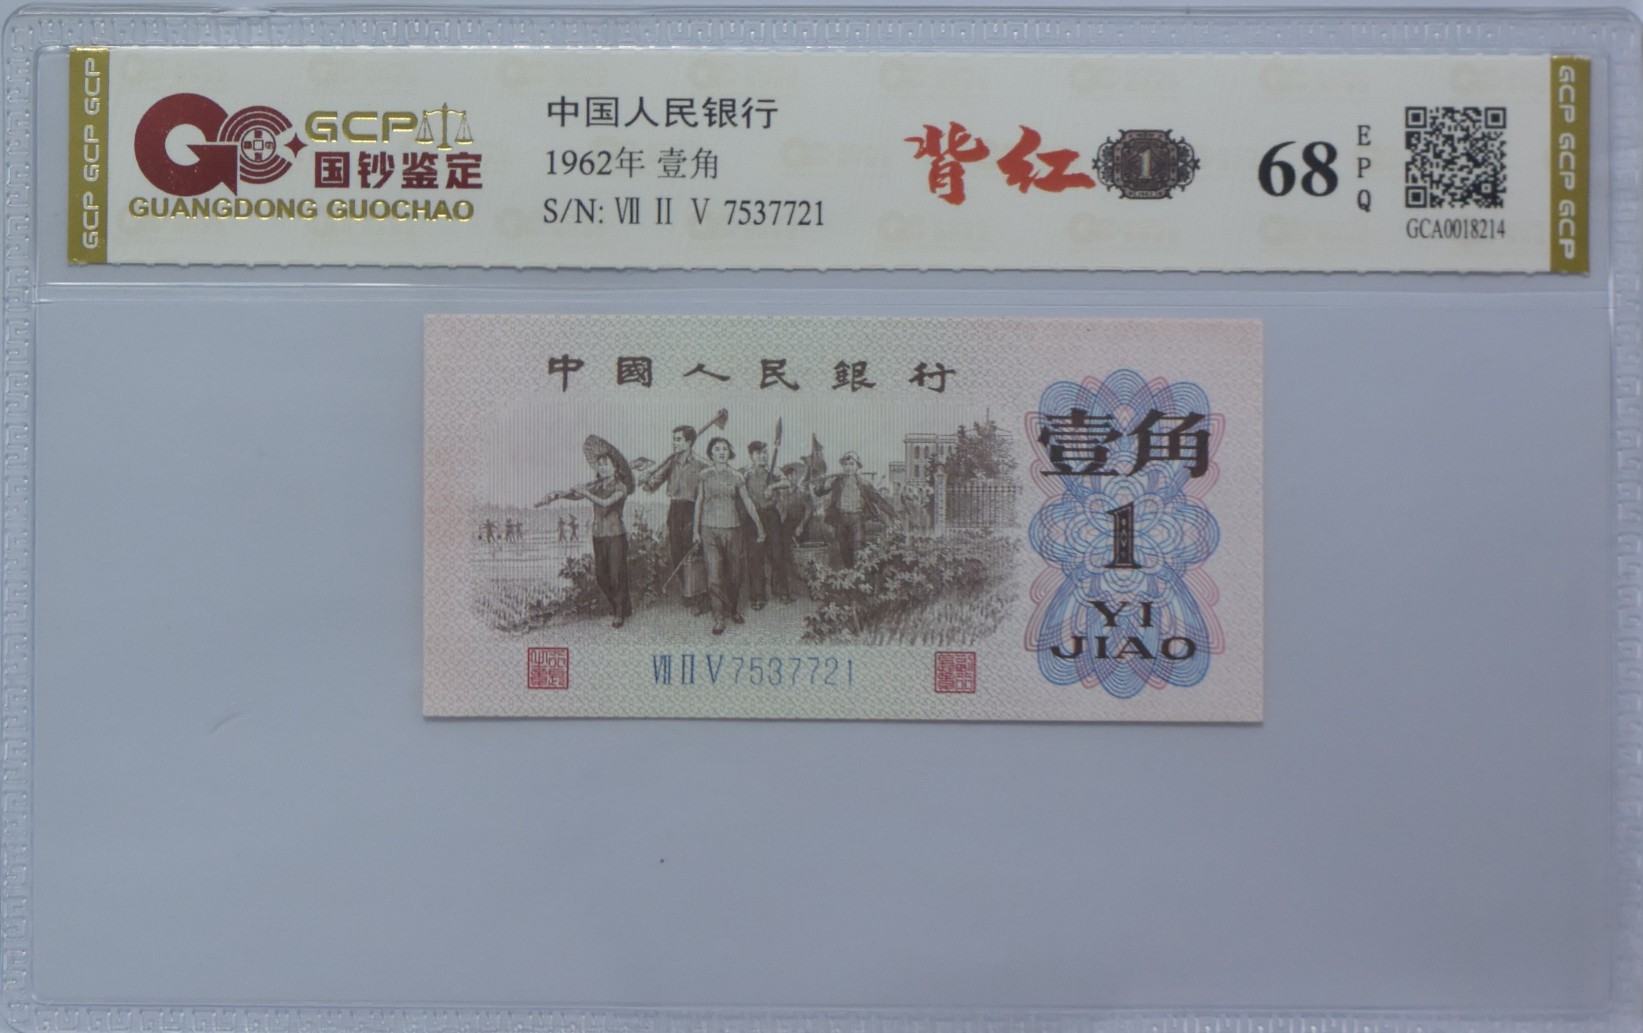 GCP GCP GCP
GCP
国钞鉴定
GUANGDONG GUOCHAO
中国人民银行
1962年 壹角
S/N: Ⅶ Ⅱ Ⅴ 7537721
背红
1
68
EPQ
GCA0018214
GCP GCP GCP
中國人民銀行
壹角
1
YI
JIAO
Ⅶ Ⅱ Ⅴ 7537721